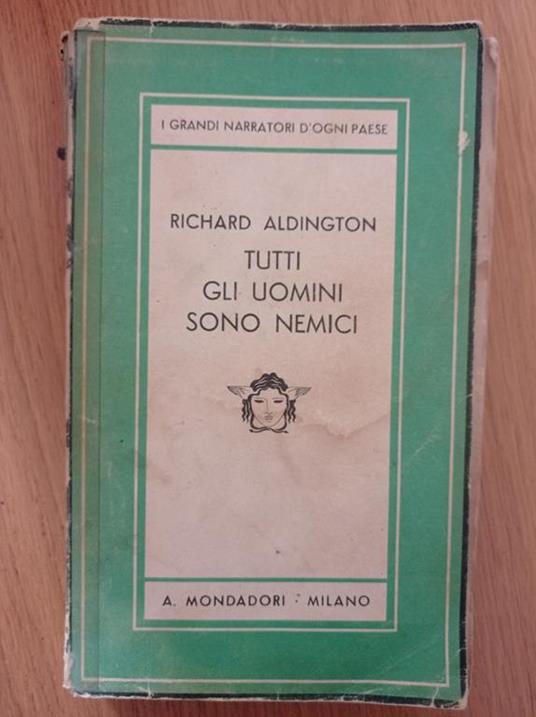 I GRANDI NARRATORI D'OGNI PAESE
RICHARD ALDINGTON
TUTTI
GLI UOMINI
SONO NEMICI
A. MONDADORI · MILANO